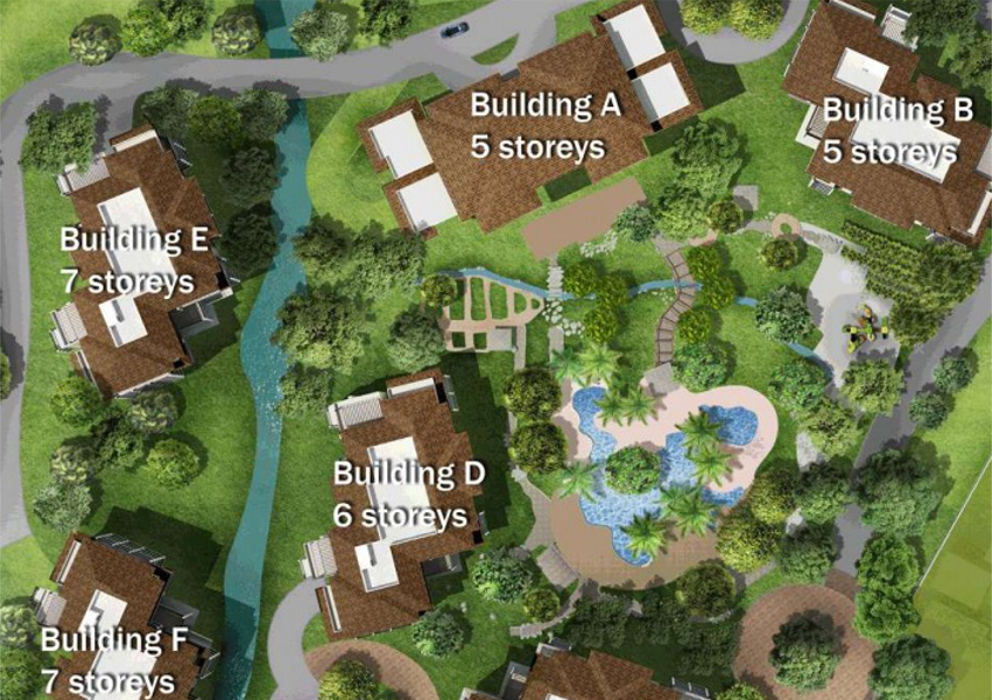 Building A
5 storeys
Building B
5 storeys
Building E
7 storeys
Building D
6 storeys
Building F
7 storeys